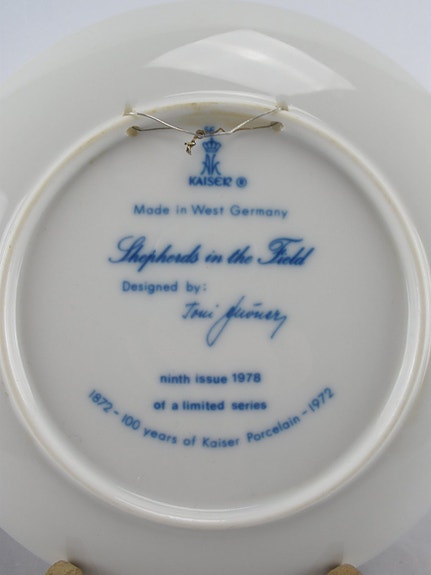 AK
KAISER ®
Made in West Germany
Shepherds in the Field
Designed by:
Toni
ninth issue 1978
of a limited series
1872 - 100 years of Kaiser Porcelain - 1972